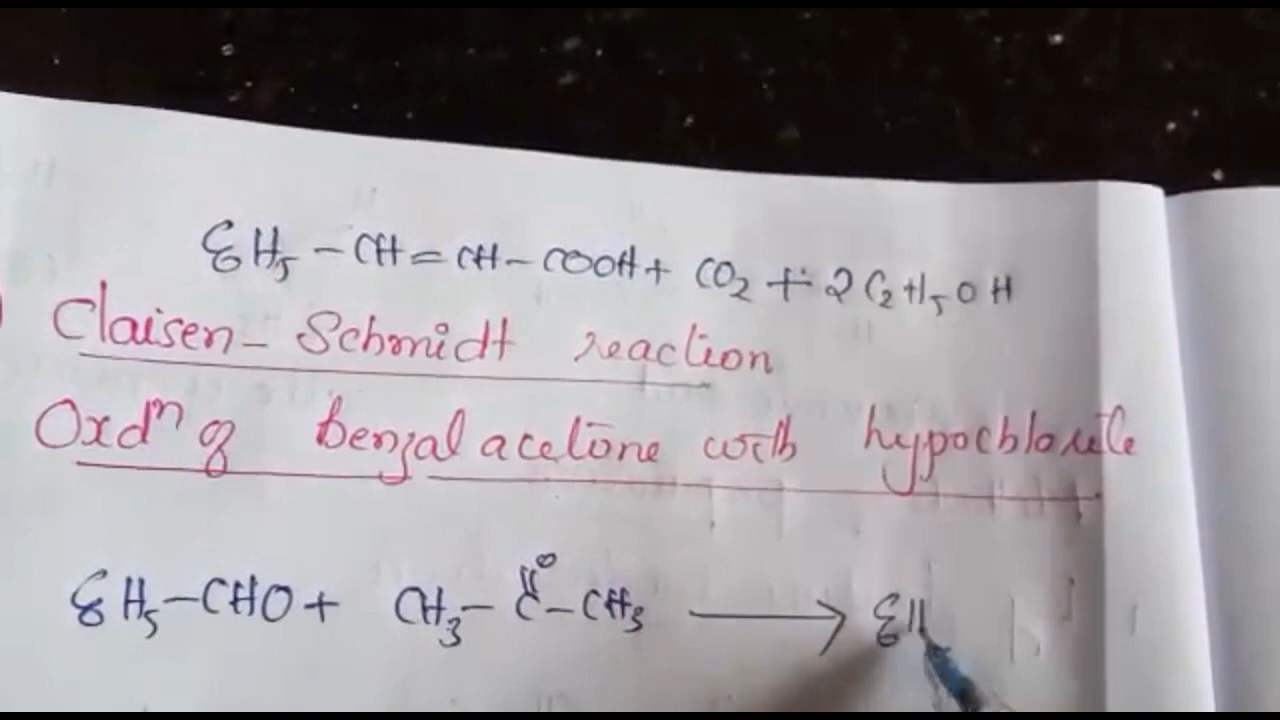 C6H5 – CH = CH – COOH + CO2 + 2C2H5OH
Claisen – Schmidt reaction
Oxdⁿ of benzalacetone with hypochlorite
O
C6H5 – CHO + CH3 – C – CH3 ⟶ C6H